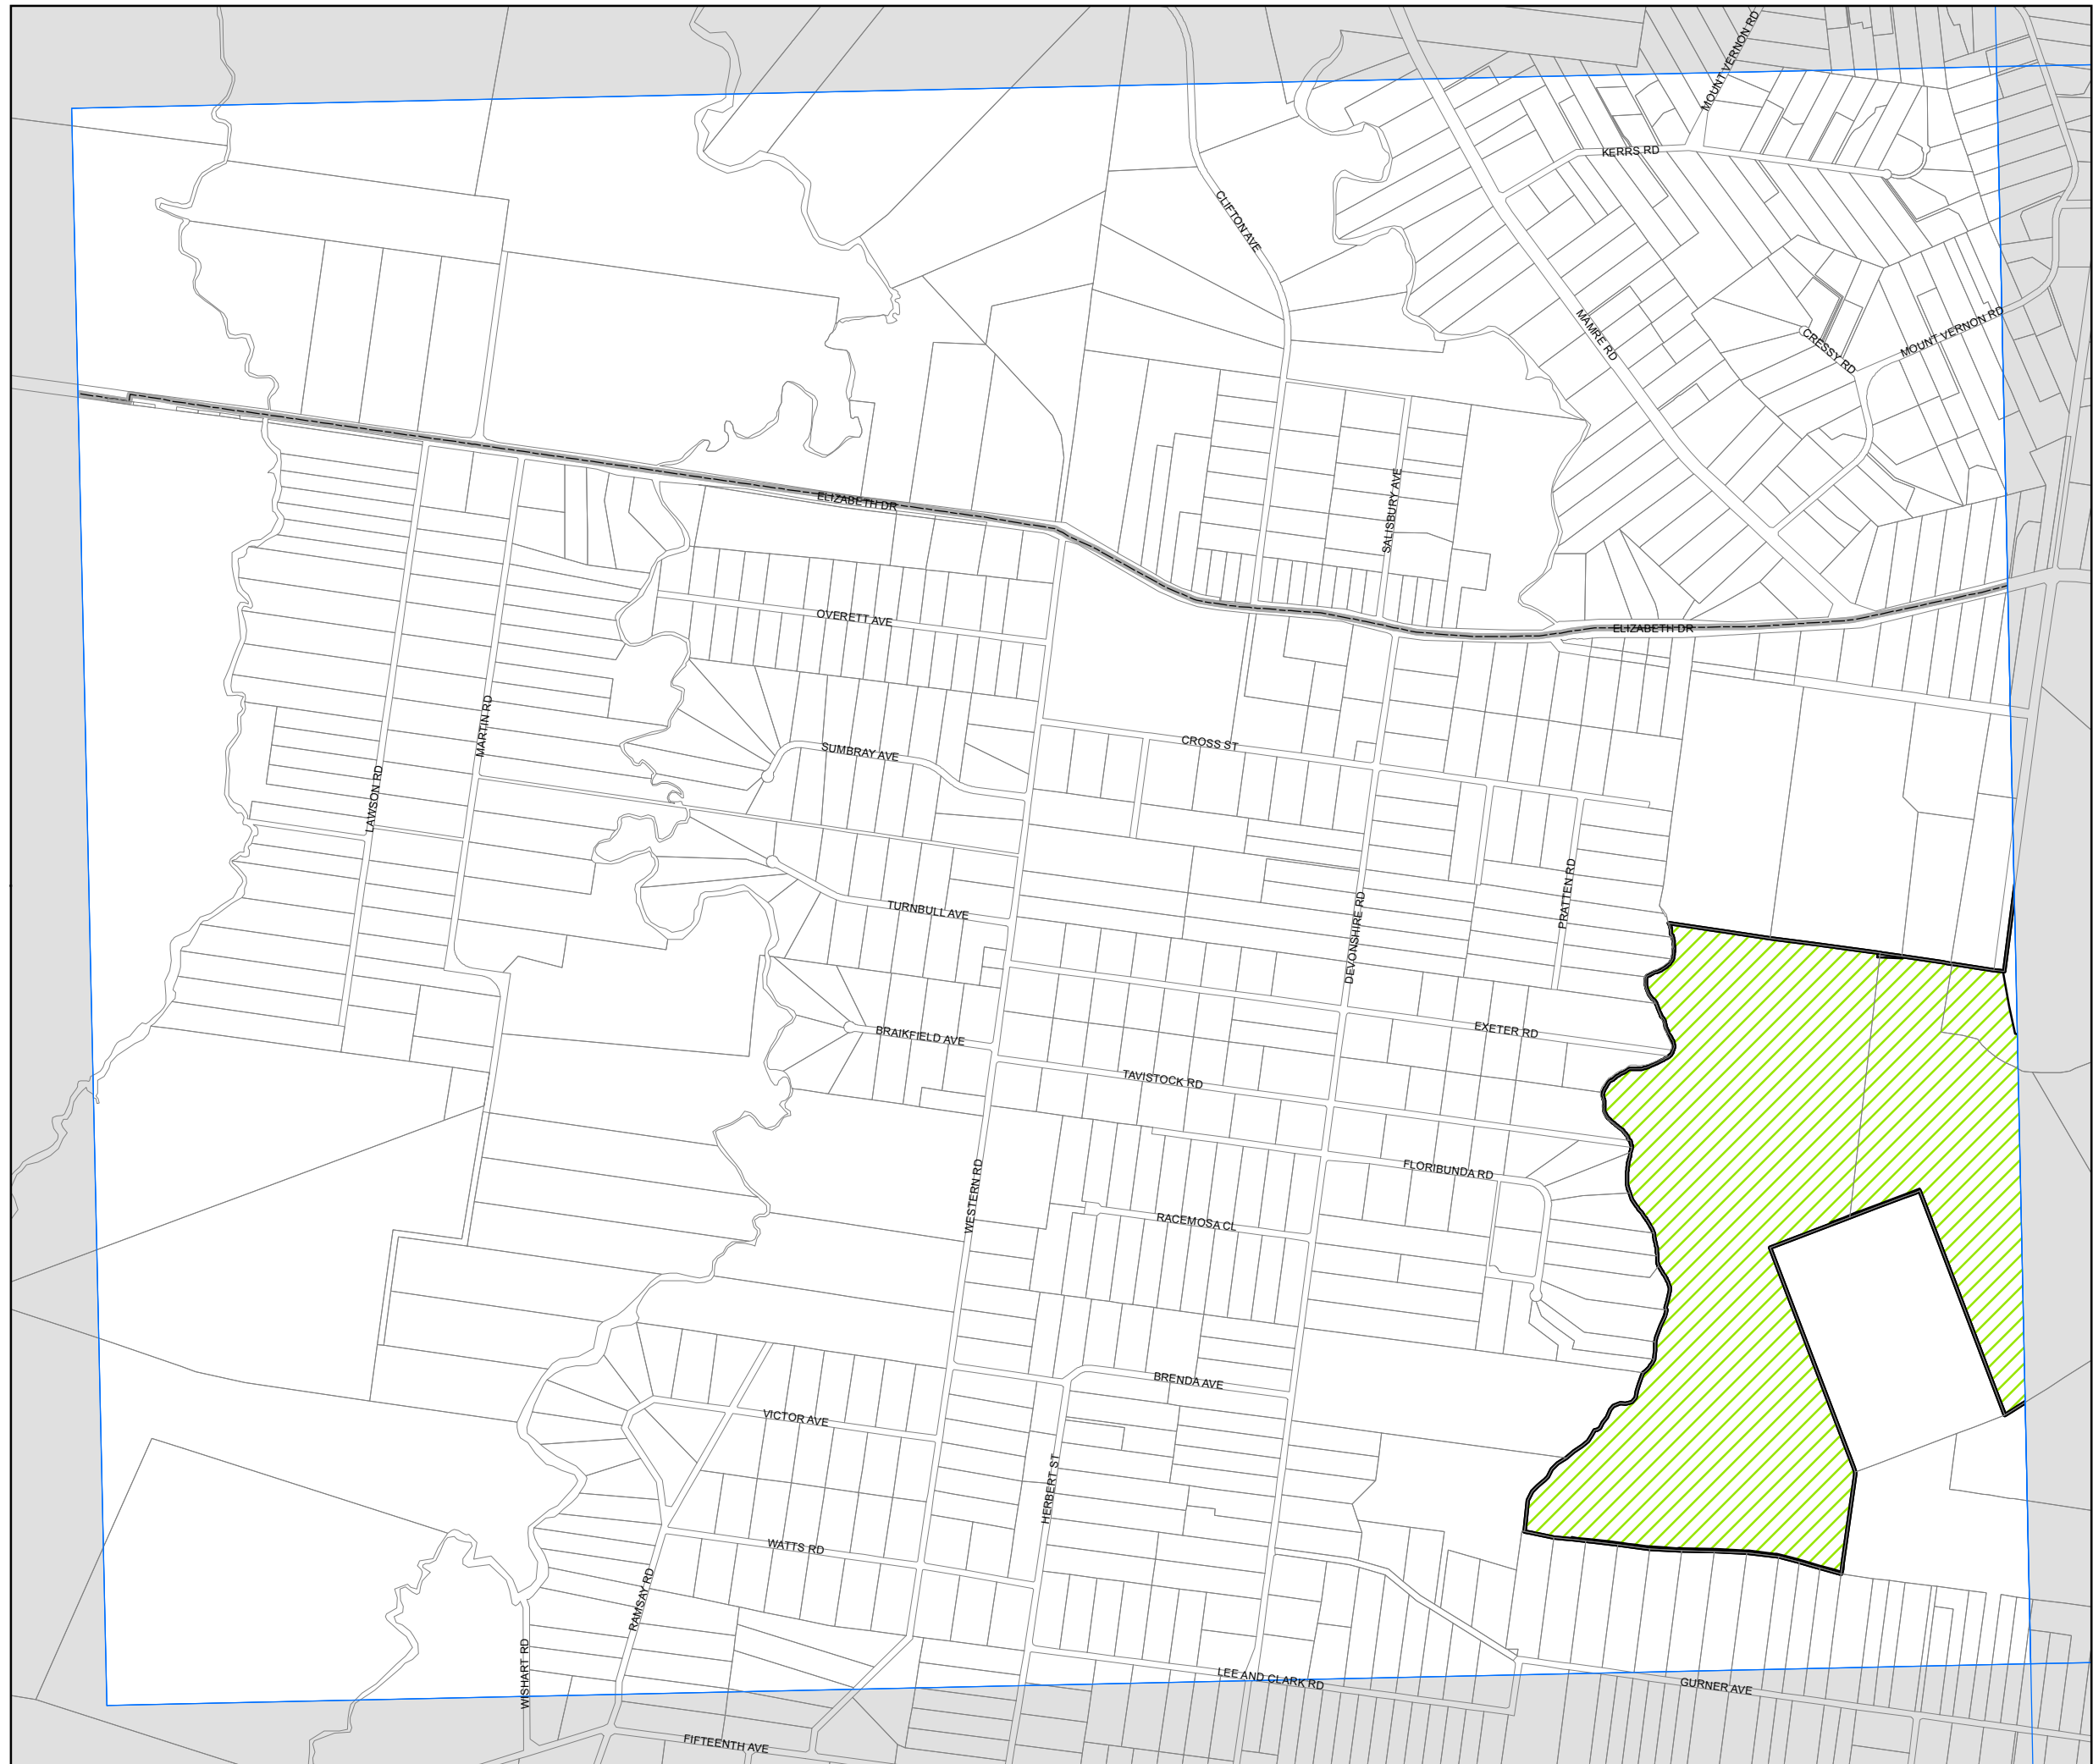 MOUNT VERNON RD
KERRS RD
CLIFTON AVE
MAMRE RD
CRESSY RD
MOUNT VERNON RD
ELIZABETH DR
SALISBURY AVE
OVERETT AVE
ELIZABETH DR
MARTIN RD
SUMBRAY AVE
CROSS ST
LAWSON RD
TURNBULL AVE
PRATTEN RD
DEVONSHIRE RD
BRAIKFIELD AVE
EXETER RD
TAVISTOCK RD
WESTERN RD
FLORIBUNDA RD
RACEMOSA CL
BRENDA AVE
VICTOR AVE
HERBERT ST
WATTS RD
RAMSAY RD
WISHART RD
LEE AND CLARK RD
GURNER AVE
FIFTEENTH AVE